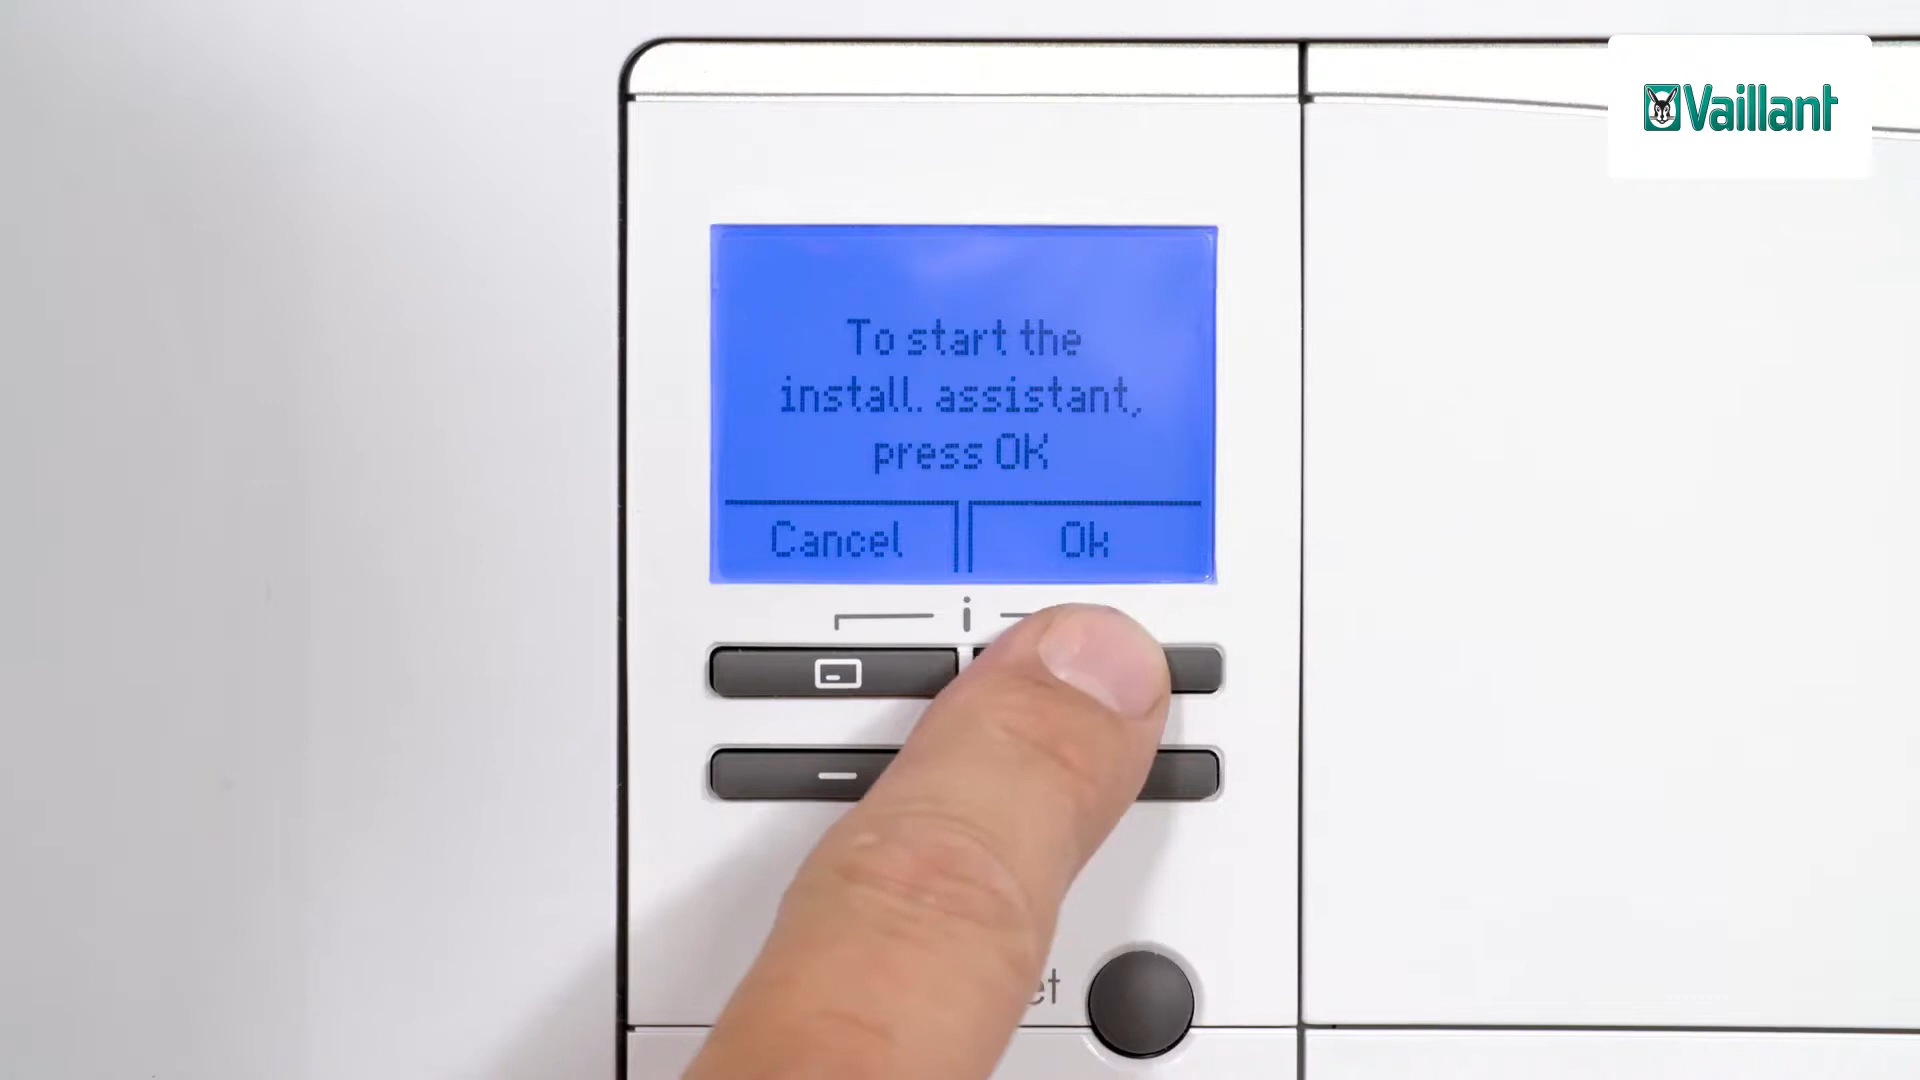 Vaillant
To start the
install. assistant,
press OK
Cancel Ok
i